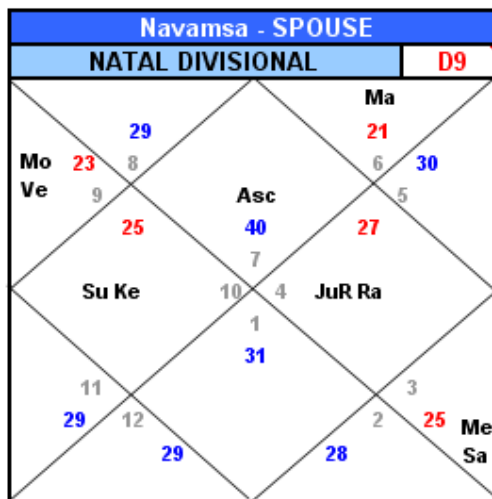 Navamsa - SPOUSE
NATAL DIVISIONAL D9
Ma
29 21
Mo 23 8 6 30
Ve 9 Asc 5
25 40 27
7
Su Ke 10 4 JuR Ra
1
31
11 3
29 12 2 25 Me
29 28 Sa